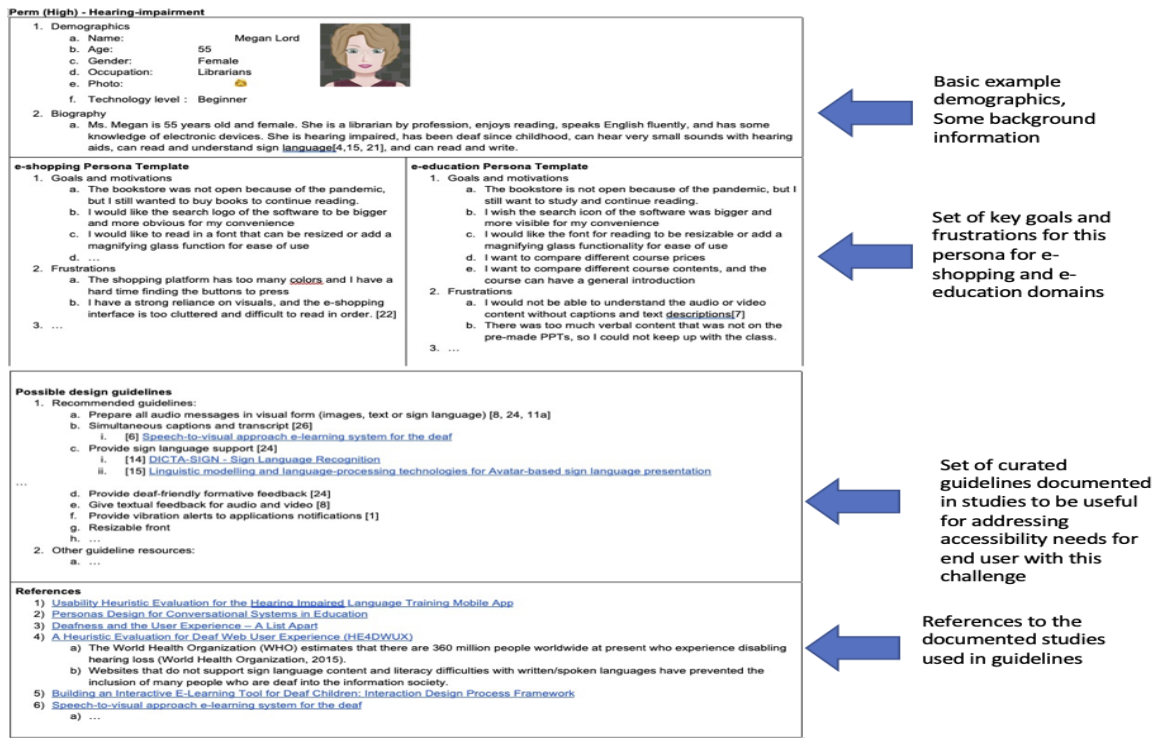 Perm (High) - Hearing-impairment
1. Demographics
a. Name: Megan Lord
b. Age: 55
c. Gender: Female
d. Occupation: Librarians
e. Photo:
f. Technology level : Beginner
2. Biography
a. Ms. Megan is 55 years old and female. She is a librarian by profession, enjoys reading, speaks English fluently, and has some
knowledge of electronic devices. She is hearing impaired, has been deaf since childhood, can hear very small sounds with hearing
aids, can read and understand sign language[4,15, 21], and can read and write.
Basic example
demographics,
Some background
information
e-shopping Persona Template
1. Goals and motivations
a. The bookstore was not open because of the pandemic,
but I still wanted to buy books to continue reading.
b. I would like the search logo of the software to be bigger
and more obvious for my convenience
c. I would like to read in a font that can be resized or add a
magnifying glass function for ease of use
d. ...
2. Frustrations
a. The shopping platform has too many colors and I have a
hard time finding the buttons to press
b. I have a strong reliance on visuals, and the e-shopping
interface is too cluttered and difficult to read in order. [22]
3. ...
e-education Persona Template
1. Goals and motivations
a. The bookstore is not open because of the pandemic, but I
still want to study and continue reading.
b. I wish the search icon of the software was bigger and
more visible for my convenience
c. I would like the font for reading to be resizable or add a
magnifying glass functionality for ease of use
d. I want to compare different course prices
e. I want to compare different course contents, and the
course can have a general introduction
2. Frustrations
a. I would not be able to understand the audio or video
content without captions and text descriptions[7]
b. There was too much verbal content that was not on the
pre-made PPTs, so I could not keep up with the class.
3. ...
Set of key goals and
frustrations for this
persona for e-
shopping and e-
education domains
Possible design guidelines
1. Recommended guidelines:
a. Prepare all audio messages in visual form (images, text or sign language) [8, 24, 11a]
b. Simultaneous captions and transcript [26]
i. [6] Speech-to-visual approach e-learning system for the deaf
c. Provide sign language support [24]
i. [14] DICTA-SIGN - Sign Language Recognition
ii. [15] Linguistic modelling and language-processing technologies for Avatar-based sign language presentation
...
d. Provide deaf-friendly formative feedback [24]
e. Give textual feedback for audio and video [8]
f. Provide vibration alerts to applications notifications [1]
g. Resizable front
h. ...
2. Other guideline resources:
a. ...
Set of curated
guidelines documented
in studies to be useful
for addressing
accessibility needs for
end user with this
challenge
References
1) Usability Heuristic Evaluation for the Hearing Impaired Language Training Mobile App
2) Personas Design for Conversational Systems in Education
3) Deafness and the User Experience – A List Apart
4) A Heuristic Evaluation for Deaf Web User Experience (HE4DWUX)
a) The World Health Organization (WHO) estimates that there are 360 million people worldwide at present who experience disabling
hearing loss (World Health Organization, 2015).
b) Websites that do not support sign language content and literacy difficulties with written/spoken languages have prevented the
inclusion of many people who are deaf into the information society.
5) Building an Interactive E-Learning Tool for Deaf Children: Interaction Design Process Framework
6) Speech-to-visual approach e-learning system for the deaf
a) ...
References to the
documented studies
used in guidelines